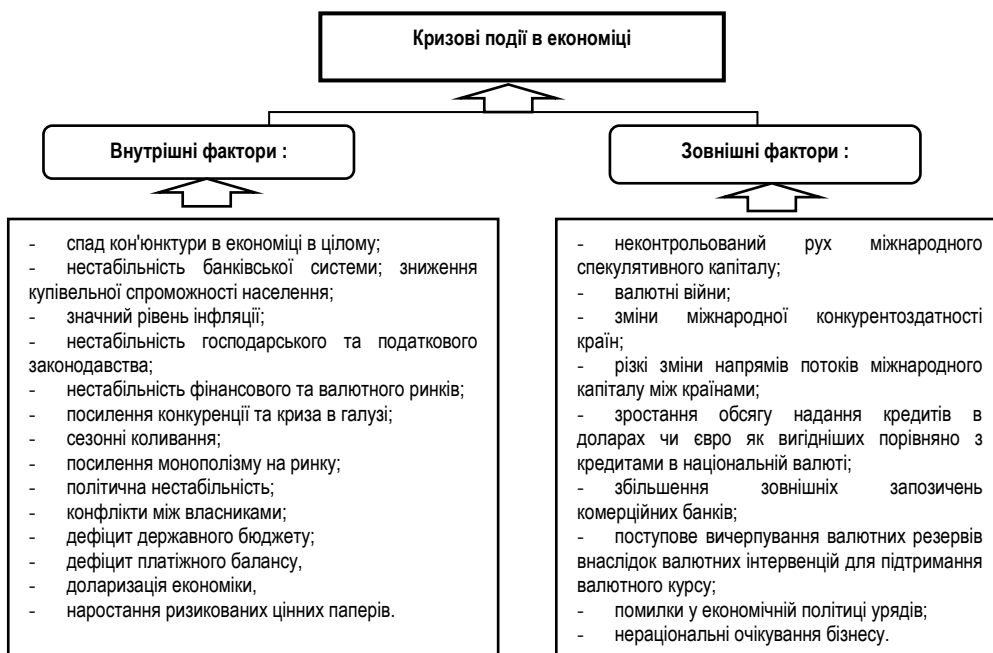 Кризові події в економіці
Внутрішні фактори :
Зовнішні фактори :
- спад кон'юнктури в економіці в цілому;
- нестабільність банківської системи; зниження
купівельної спроможності населення;
- значний рівень інфляції;
- нестабільність господарського та податкового
законодавства;
- нестабільність фінансового та валютного ринків;
- посилення конкуренції та криза в галузі;
- сезонні коливання;
- посилення монополізму на ринку;
- політична нестабільність;
- конфлікти між власниками;
- дефіцит державного бюджету;
- дефіцит платіжного балансу,
- доларизація економіки,
- наростання ризикованих цінних паперів.
- неконтрольований рух міжнародного
спекулятивного капіталу;
- валютні війни;
- зміни міжнародної конкурентоздатності
країн;
- різкі зміни напрямів потоків міжнародного
капіталу між країнами;
- зростання обсягу надання кредитів в
доларах чи євро як вигідніших порівняно з
кредитами в національній валюті;
- збільшення зовнішніх запозичень
комерційних банків;
- поступове вичерпування валютних резервів
внаслідок валютних інтервенцій для підтримання
валютного курсу;
- помилки у економічній політиці урядів;
- нераціональні очікування бізнесу.